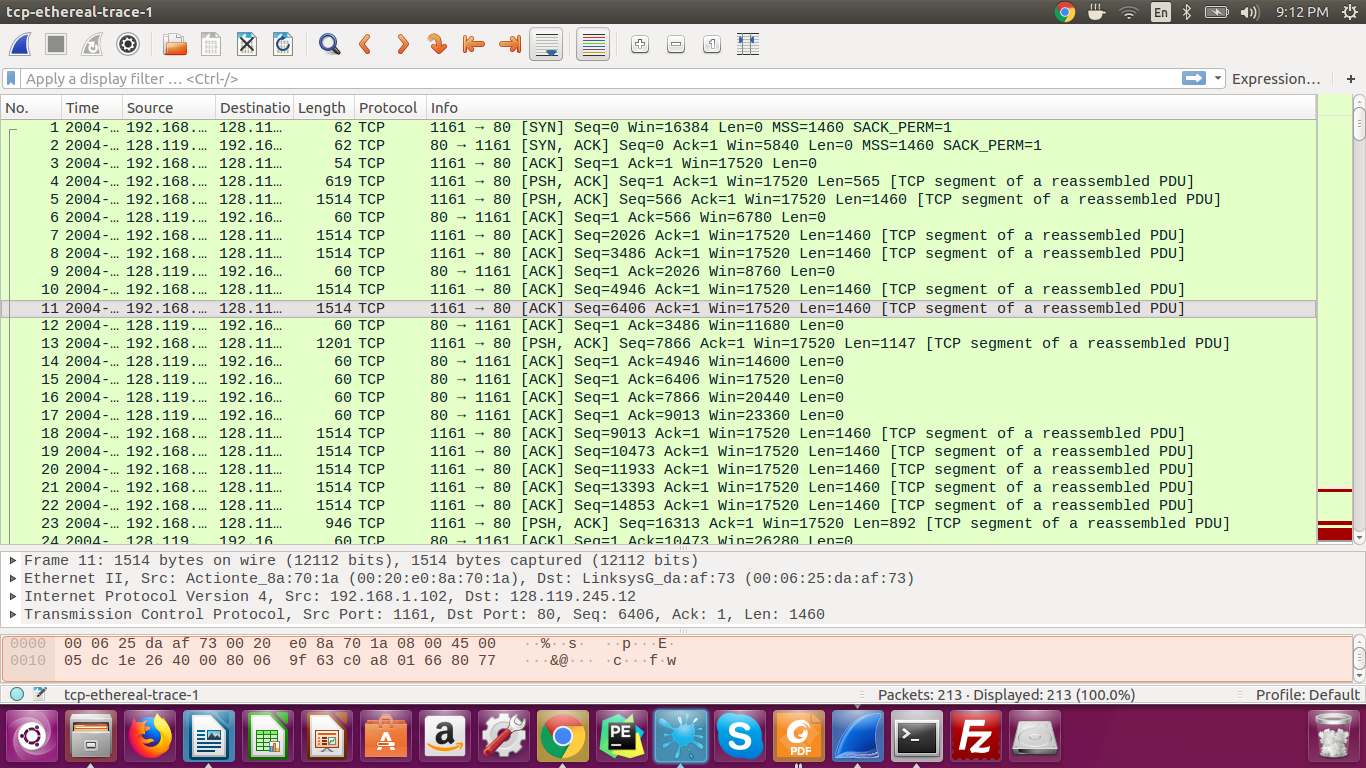 tcp-ethereal-trace-1 En 9:12 PM
Apply a display filter … <Ctrl-/> Expression… +
No. Time Source Destinatio Length Protocol Info
1 2004-… 192.168.… 128.11… 62 TCP 1161 → 80 [SYN] Seq=0 Win=16384 Len=0 MSS=1460 SACK_PERM=1
2 2004-… 128.119.… 192.16… 62 TCP 80 → 1161 [SYN, ACK] Seq=0 Ack=1 Win=5840 Len=0 MSS=1460 SACK_PERM=1
3 2004-… 192.168.… 128.11… 54 TCP 1161 → 80 [ACK] Seq=1 Ack=1 Win=17520 Len=0
4 2004-… 192.168.… 128.11… 619 TCP 1161 → 80 [PSH, ACK] Seq=1 Ack=1 Win=17520 Len=565 [TCP segment of a reassembled PDU]
5 2004-… 192.168.… 128.11… 1514 TCP 1161 → 80 [PSH, ACK] Seq=566 Ack=1 Win=17520 Len=1460 [TCP segment of a reassembled PDU]
6 2004-… 128.119.… 192.16… 60 TCP 80 → 1161 [ACK] Seq=1 Ack=566 Win=6780 Len=0
7 2004-… 192.168.… 128.11… 1514 TCP 1161 → 80 [ACK] Seq=2026 Ack=1 Win=17520 Len=1460 [TCP segment of a reassembled PDU]
8 2004-… 192.168.… 128.11… 1514 TCP 1161 → 80 [ACK] Seq=3486 Ack=1 Win=17520 Len=1460 [TCP segment of a reassembled PDU]
9 2004-… 128.119.… 192.16… 60 TCP 80 → 1161 [ACK] Seq=1 Ack=2026 Win=8760 Len=0
10 2004-… 192.168.… 128.11… 1514 TCP 1161 → 80 [ACK] Seq=4946 Ack=1 Win=17520 Len=1460 [TCP segment of a reassembled PDU]
11 2004-… 192.168.… 128.11… 1514 TCP 1161 → 80 [ACK] Seq=6406 Ack=1 Win=17520 Len=1460 [TCP segment of a reassembled PDU]
12 2004-… 128.119.… 192.16… 60 TCP 80 → 1161 [ACK] Seq=1 Ack=3486 Win=11680 Len=0
13 2004-… 192.168.… 128.11… 1201 TCP 1161 → 80 [PSH, ACK] Seq=7866 Ack=1 Win=17520 Len=1147 [TCP segment of a reassembled PDU]
14 2004-… 128.119.… 192.16… 60 TCP 80 → 1161 [ACK] Seq=1 Ack=4946 Win=14600 Len=0
15 2004-… 128.119.… 192.16… 60 TCP 80 → 1161 [ACK] Seq=1 Ack=6406 Win=17520 Len=0
16 2004-… 128.119.… 192.16… 60 TCP 80 → 1161 [ACK] Seq=1 Ack=7866 Win=20440 Len=0
17 2004-… 128.119.… 192.16… 60 TCP 80 → 1161 [ACK] Seq=1 Ack=9013 Win=23360 Len=0
18 2004-… 192.168.… 128.11… 1514 TCP 1161 → 80 [ACK] Seq=9013 Ack=1 Win=17520 Len=1460 [TCP segment of a reassembled PDU]
19 2004-… 192.168.… 128.11… 1514 TCP 1161 → 80 [ACK] Seq=10473 Ack=1 Win=17520 Len=1460 [TCP segment of a reassembled PDU]
20 2004-… 192.168.… 128.11… 1514 TCP 1161 → 80 [ACK] Seq=11933 Ack=1 Win=17520 Len=1460 [TCP segment of a reassembled PDU]
21 2004-… 192.168.… 128.11… 1514 TCP 1161 → 80 [ACK] Seq=13393 Ack=1 Win=17520 Len=1460 [TCP segment of a reassembled PDU]
22 2004-… 192.168.… 128.11… 1514 TCP 1161 → 80 [ACK] Seq=14853 Ack=1 Win=17520 Len=1460 [TCP segment of a reassembled PDU]
23 2004-… 192.168.… 128.11… 946 TCP 1161 → 80 [PSH, ACK] Seq=16313 Ack=1 Win=17520 Len=892 [TCP segment of a reassembled PDU]
24 2004-… 128.119.… 192.16 60 TCP 80 → 1161 [ACK] Seq=1 Ack=10473 Win=26280 Len=0
Frame 11: 1514 bytes on wire (12112 bits), 1514 bytes captured (12112 bits)
Ethernet II, Src: Actionte_8a:70:1a (00:20:e0:8a:70:1a), Dst: LinksysG_da:af:73 (00:06:25:da:af:73)
Internet Protocol Version 4, Src: 192.168.1.102, Dst: 128.119.245.12
Transmission Control Protocol, Src Port: 1161, Dst Port: 80, Seq: 6406, Ack: 1, Len: 1460
0000 00 06 25 da af 73 00 20 e0 8a 70 1a 08 00 45 00 ··%··s· ··p···E·
0010 05 dc 1e 26 40 00 80 06 9f 63 c0 a8 01 66 80 77 ···&@··· ·c···f·w
tcp-ethereal-trace-1 Packets: 213 · Displayed: 213 (100.0%) Profile: Default
A a PE S PDF >_ Fz